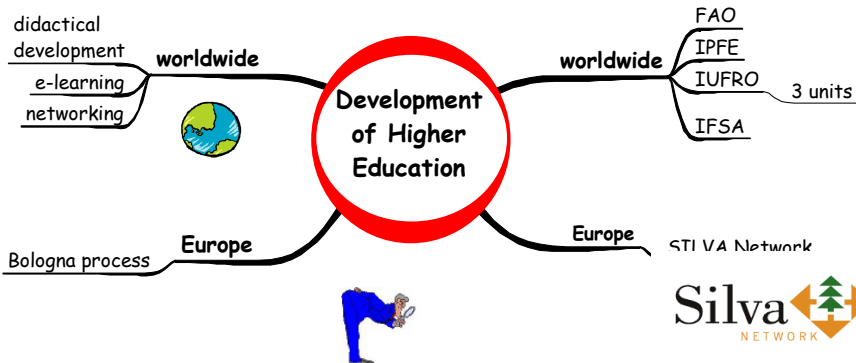 didactical
development
worldwide
e-learning
networking
Development
of Higher
Education
worldwide
FAO
IPFE
IUFRO
3 units
IFSA
Europe
Bologna process
Europe
SILVA Network
Silva
NETWORK